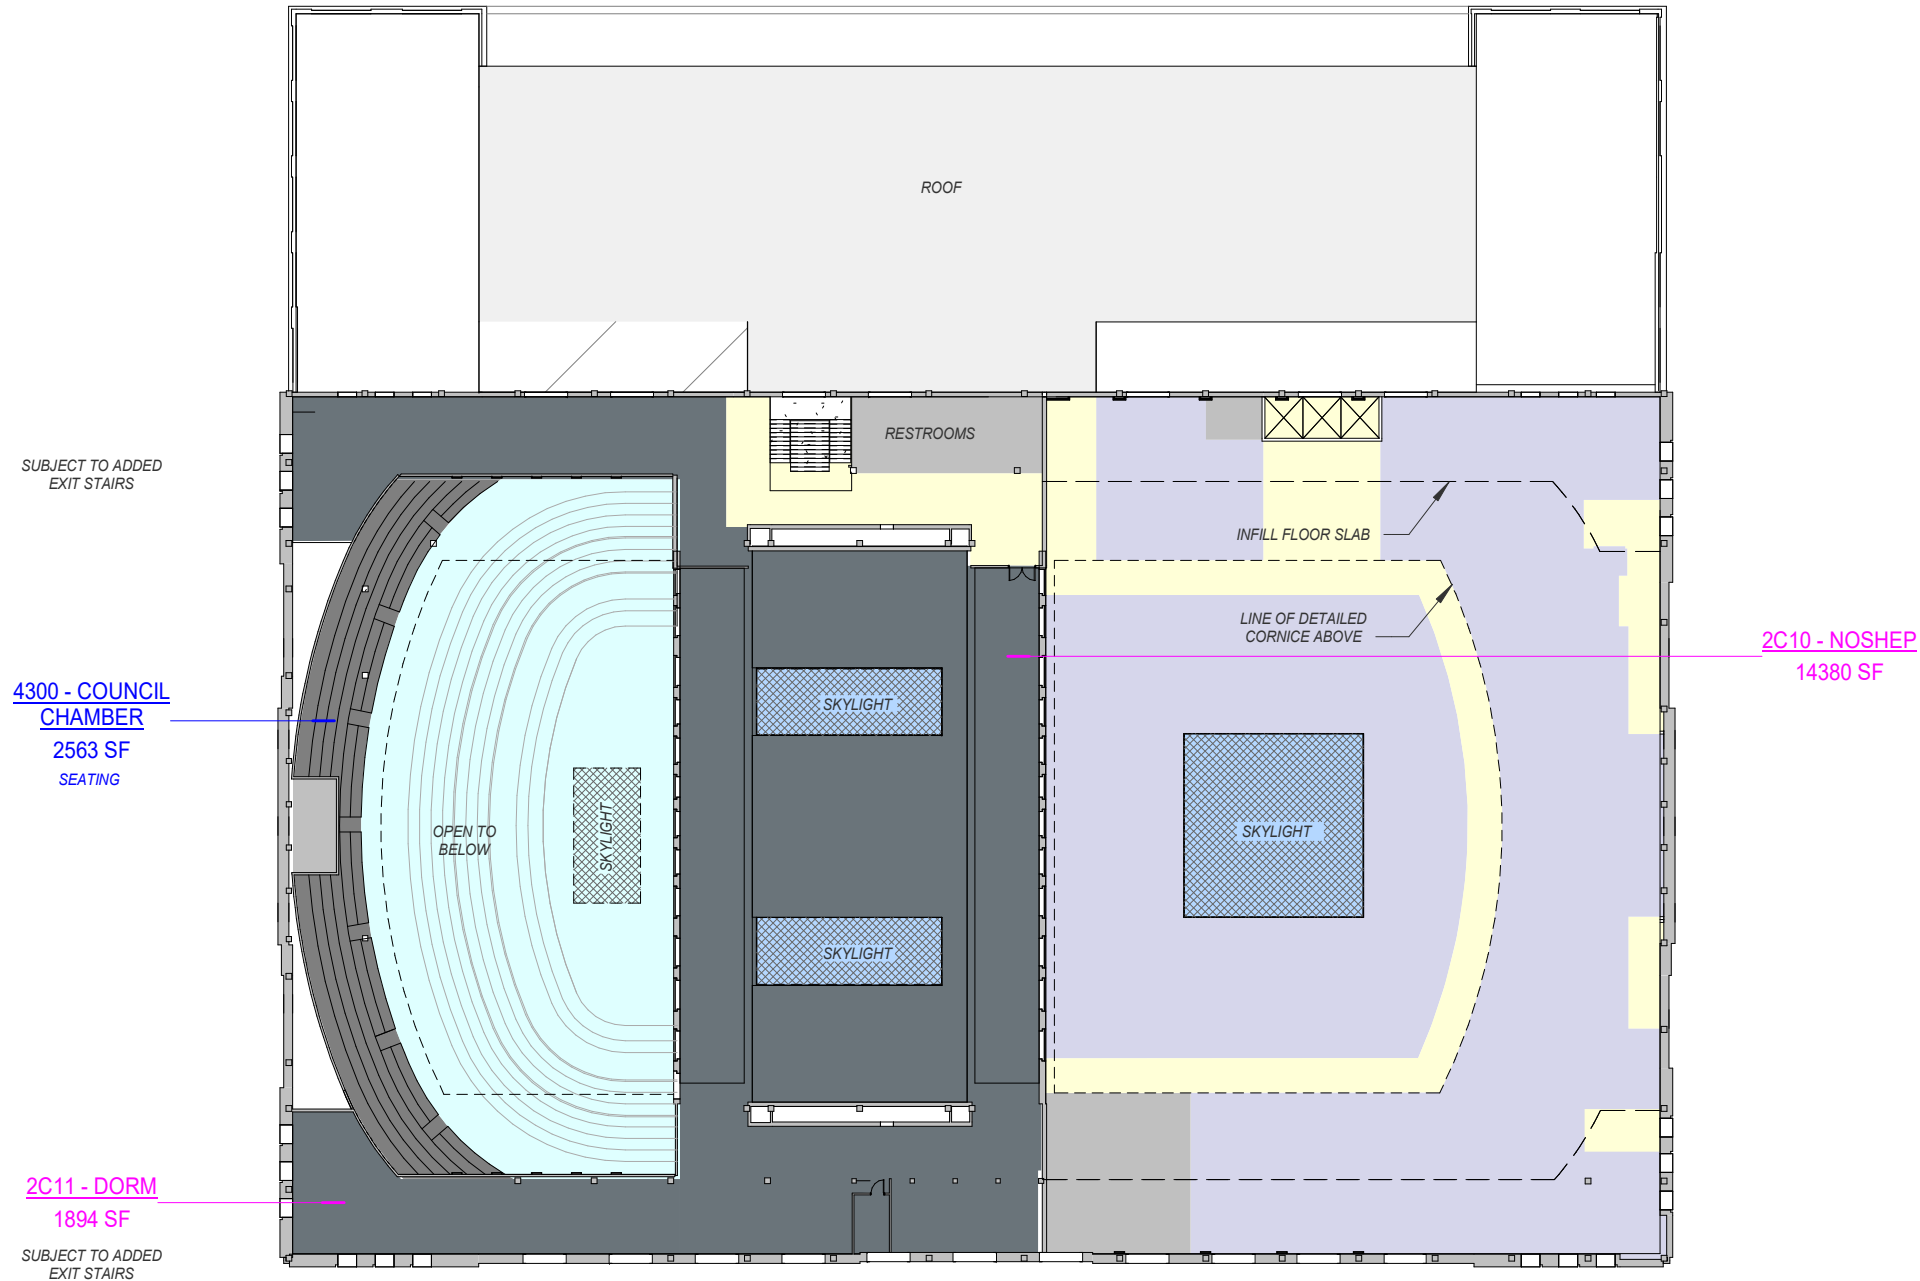 ROOF
RESTROOMS
SUBJECT TO ADDED
EXIT STAIRS
INFILL FLOOR SLAB
LINE OF DETAILED
CORNICE ABOVE
2C10 - NOSHEP
14380 SF
4300 - COUNCIL
CHAMBER
2563 SF
SEATING
SKYLIGHT
OPEN TO
BELOW
SKYLIGHT
SKYLIGHT
SKYLIGHT
2C11 - DORM
1894 SF
SUBJECT TO ADDED
EXIT STAIRS